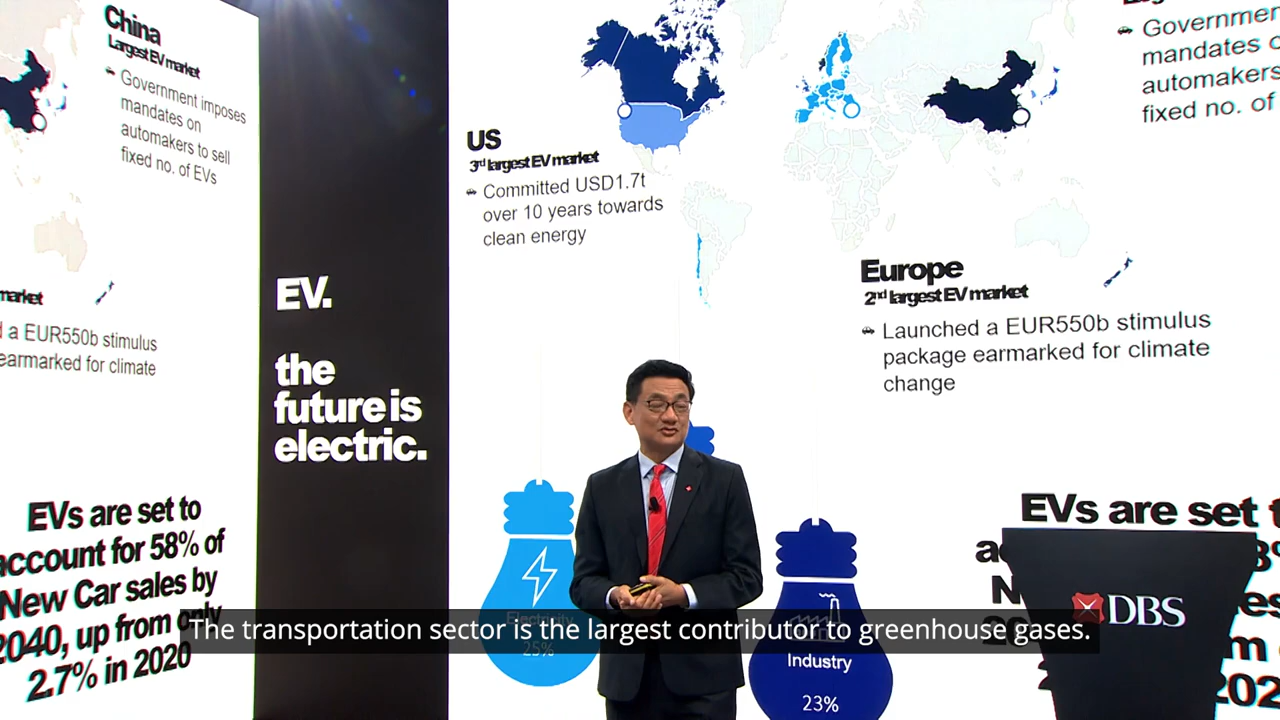 China
Largest EV market
Government imposes
mandates on
automakers to sell
fixed no. of EVs
market
d a EUR550b stimulus
earmarked for climate
EVs are set to
account for 58% of
New Car sales by
2040, up from only
2.7% in 2020
EV.
the
future is
electric.
US
3rd largest EV market
Committed USD1.7t
over 10 years towards
clean energy
Europe
2nd largest EV market
Launched a EUR550b stimulus
package earmarked for climate
change
Governmen
mandates o
automakers
fixed no. of
EVs are set t
Electricity
25%
Industry
23%
DBS
The transportation sector is the largest contributor to greenhouse gases.